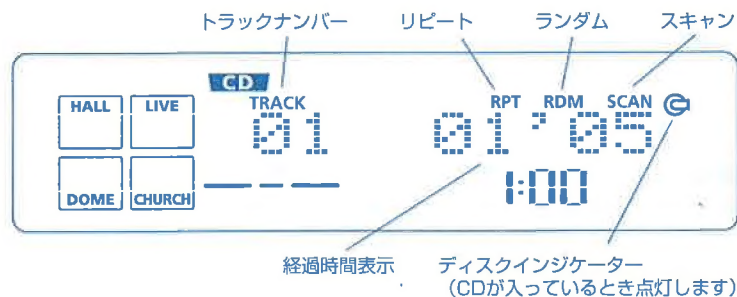 トラックナンバー リピート ランダム スキャン
CD
TRACK RPT RDM SCAN
HALL LIVE
01 01'05
DOME CHURCH
1:00
経過時間表示 ディスクインジケーター
(CDが入っているとき点灯します)